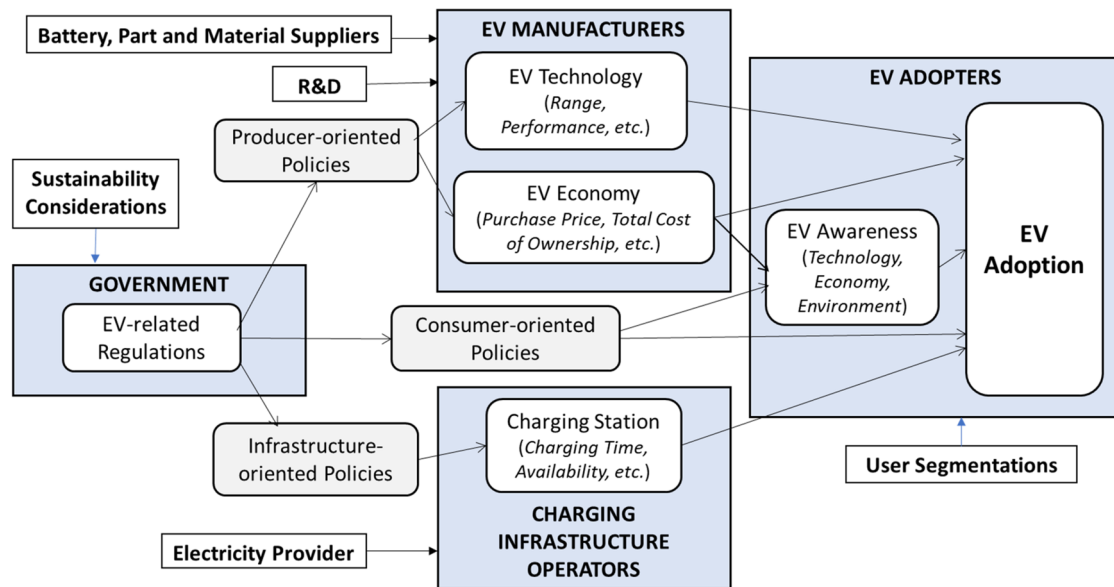 Battery, Part and Material Suppliers
R&D
Producer-oriented
Policies
Sustainability
Considerations
GOVERNMENT
EV-related
Regulations
Infrastructure-
oriented Policies
Electricity Provider
EV MANUFACTURERS
EV Technology
(Range,
Performance, etc.)
EV Economy
(Purchase Price, Total Cost
of Ownership, etc.)
Consumer-oriented
Policies
Charging Station
(Charging Time,
Availability, etc.)
CHARGING
INFRASTRUCTURE
OPERATORS
EV ADOPTERS
EV Awareness
(Technology,
Economy,
Environment)
EV
Adoption
User Segmentations